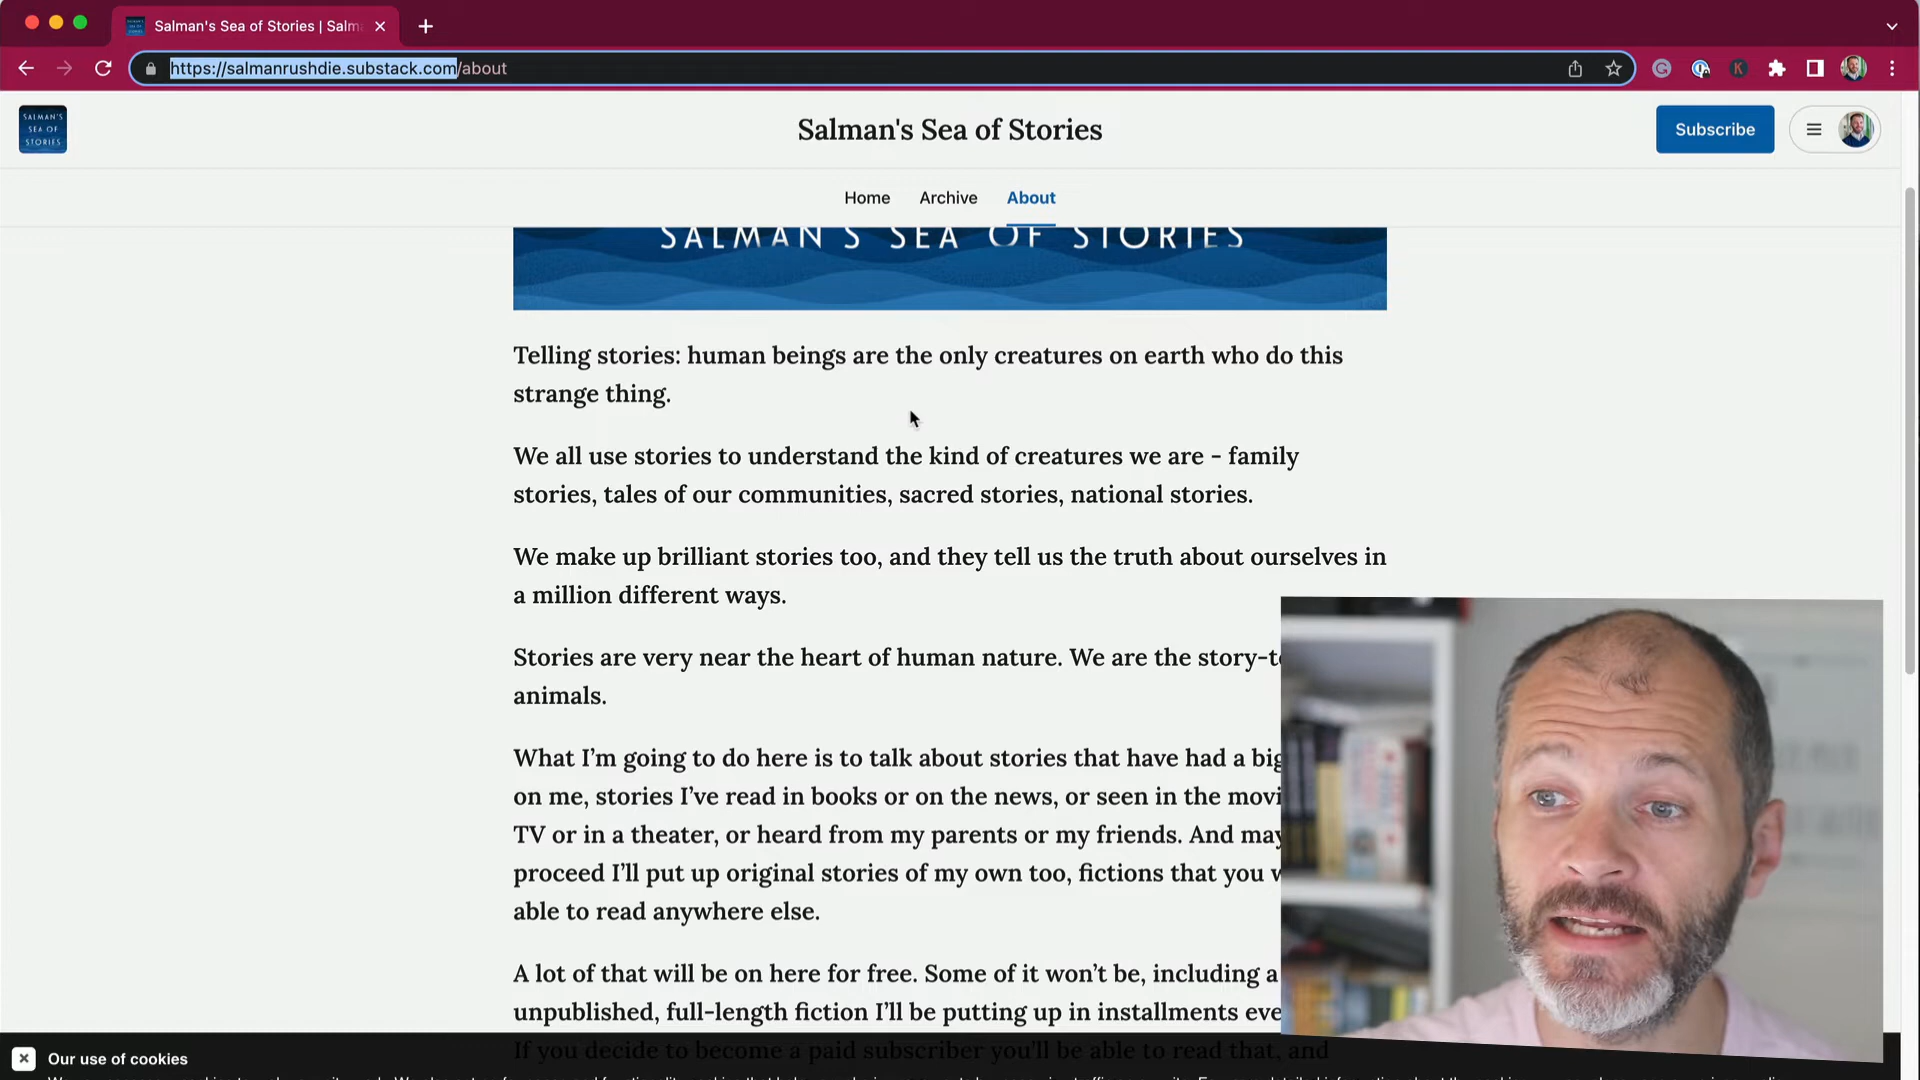 Salman's Sea of Stories | Salm
https://salmanrushdie.substack.com/about
SALMAN'S
SEA OF
STORIES
Salman's Sea of Stories
Subscribe
Home
Archive
About
SALMAN'S SEA OF STORIES
Telling stories: human beings are the only creatures on earth who do this
strange thing.
We all use stories to understand the kind of creatures we are - family
stories, tales of our communities, sacred stories, national stories.
We make up brilliant stories too, and they tell us the truth about ourselves in
a million different ways.
Stories are very near the heart of human nature. We are the story-t
animals.
What I’m going to do here is to talk about stories that have had a big
on me, stories I’ve read in books or on the news, or seen in the movi
TV or in a theater, or heard from my parents or my friends. And may
proceed I’ll put up original stories of my own too, fictions that you w
able to read anywhere else.
A lot of that will be on here for free. Some of it won’t be, including a
unpublished, full-length fiction I’ll be putting up in installments eve
If you decide to become a paid subscriber you’ll be able to read that, and
Our use of cookies